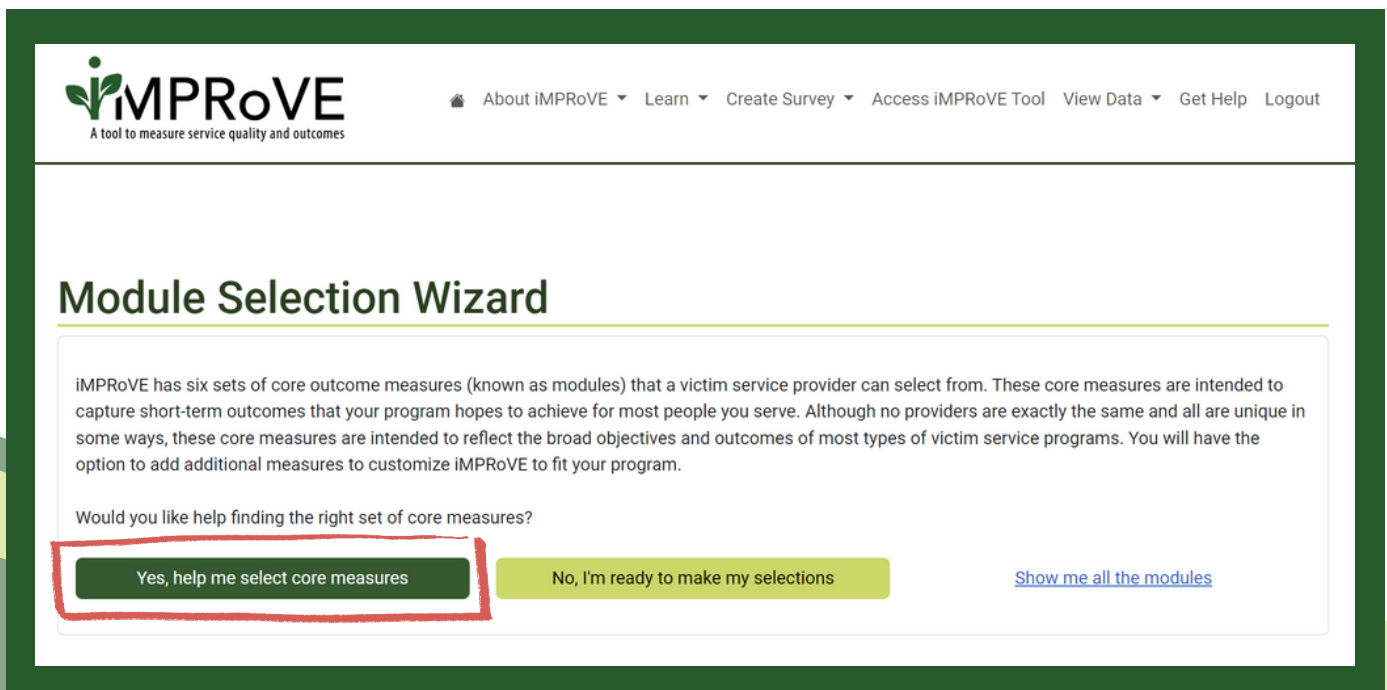 iMPRoVE
A tool to measure service quality and outcomes
About iMPRoVE Learn Create Survey Access iMPRoVE Tool View Data Get Help Logout
Module Selection Wizard
iMPRoVE has six sets of core outcome measures (known as modules) that a victim service provider can select from. These core measures are intended to
capture short-term outcomes that your program hopes to achieve for most people you serve. Although no providers are exactly the same and all are unique in
some ways, these core measures are intended to reflect the broad objectives and outcomes of most types of victim service programs. You will have the
option to add additional measures to customize iMPRoVE to fit your program.
Would you like help finding the right set of core measures?
Yes, help me select core measures No, I'm ready to make my selections Show me all the modules